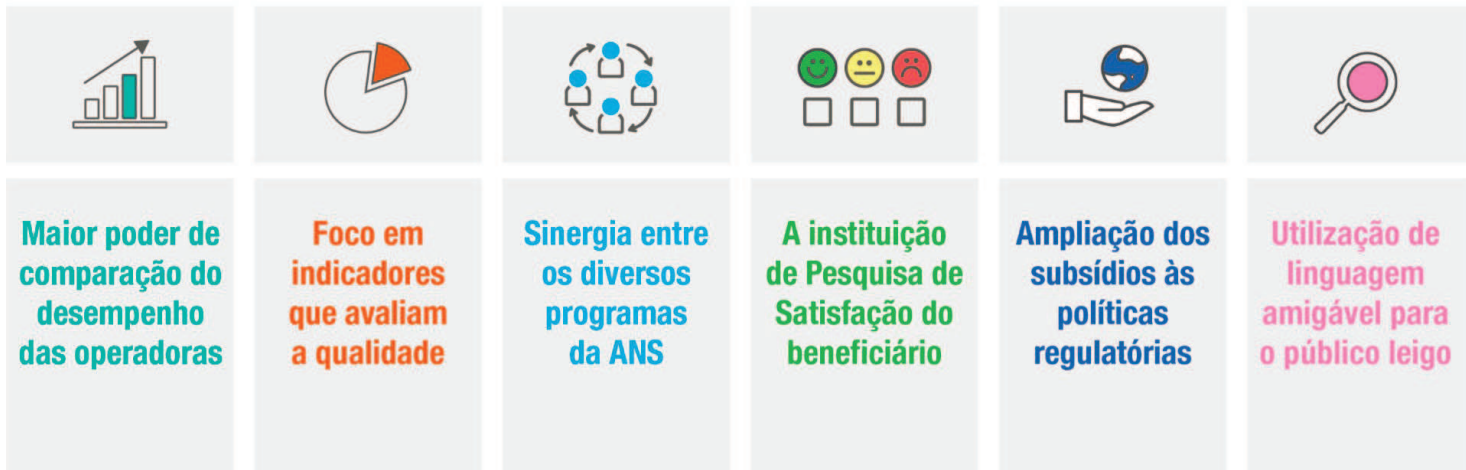 Maior poder de
comparação do
desempenho
das operadoras
Foco em
indicadores
que avaliam
a qualidade
Sinergia entre
os diversos
programas
da ANS
A instituição
de Pesquisa de
Satisfação do
beneficiário
Ampliação dos
subsídios às
políticas
regulatórias
Utilização de
linguagem
amigável para
o público leigo